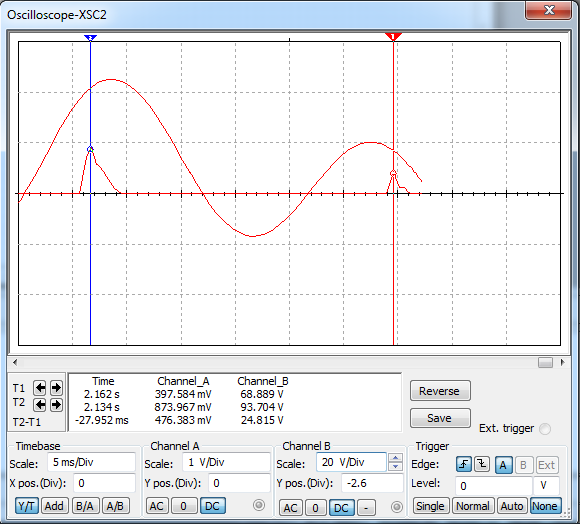 Oscilloscope-XSC2
2
1
T1
T2
T2-T1
Time Channel_A Channel_B
2.162 s 397.584 mV 68.889 V
2.134 s 873.967 mV 93.704 V
-27.952 ms 476.383 mV 24.815 V
Reverse
Save
Ext. trigger
Timebase
Scale: 5 ms/Div
X pos.(Div): 0
Y/T Add B/A A/B
Channel A
Scale: 1 V/Div
Y pos.(Div): 0
AC 0 DC
Channel B
Scale: 20 V/Div
Y pos.(Div): -2.6
AC 0 DC -
Trigger
Edge: A B Ext
Level: 0 V
Single Normal Auto None